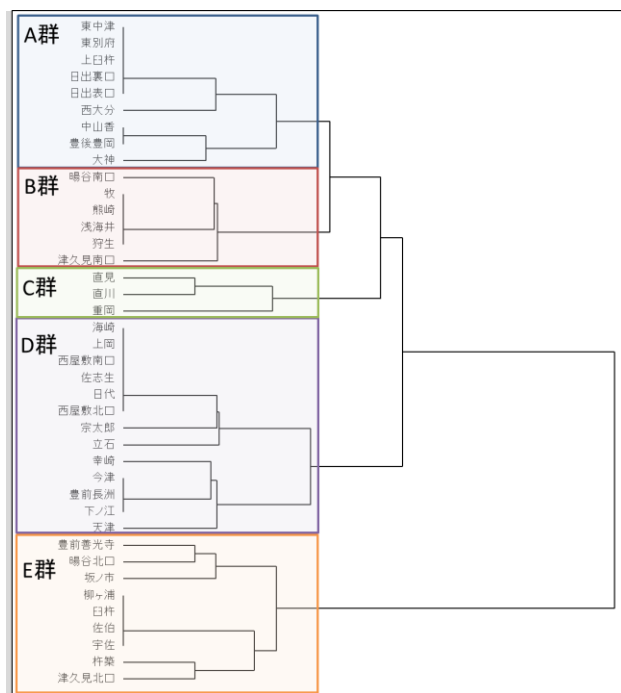 A群
東中津
東別府
上臼杵
日出裏口
日出表口
西大分
中山香
豊後豊岡
大神
B群
暘谷南口
牧
熊崎
浅海井
狩生
津久見南口
C群
直見
直川
重岡
D群
海崎
上岡
西屋敷南口
佐志生
日代
西屋敷北口
宗太郎
立石
幸崎
今津
豊前長洲
下ノ江
天津
E群
豊前善光寺
暘谷北口
坂ノ市
柳ヶ浦
臼杵
佐伯
宇佐
杵築
津久見北口